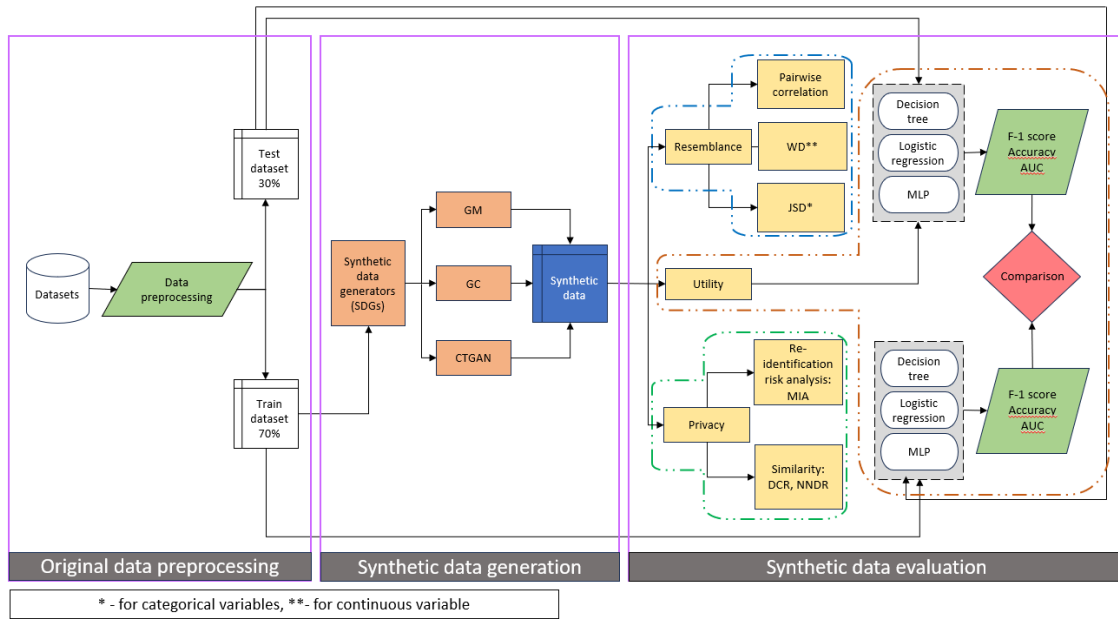 Datasets
Data
preprocessing
Test
dataset
30%
Train
dataset
70%
Original data preprocessing
Synthetic
data
generators
(SDGs)
GM
GC
CTGAN
Synthetic
data
Synthetic data generation
Resemblance
Pairwise
correlation
WD**
JSD*
Utility
Privacy
Re-
identification
risk analysis:
MIA
Similarity:
DCR, NNDR
Decision
tree
Logistic
regression
MLP
F-1 score
Accuracy
AUC
Comparison
Decision
tree
Logistic
regression
MLP
F-1 score
Accuracy
AUC
Synthetic data evaluation
* - for categorical variables, **- for continuous variable